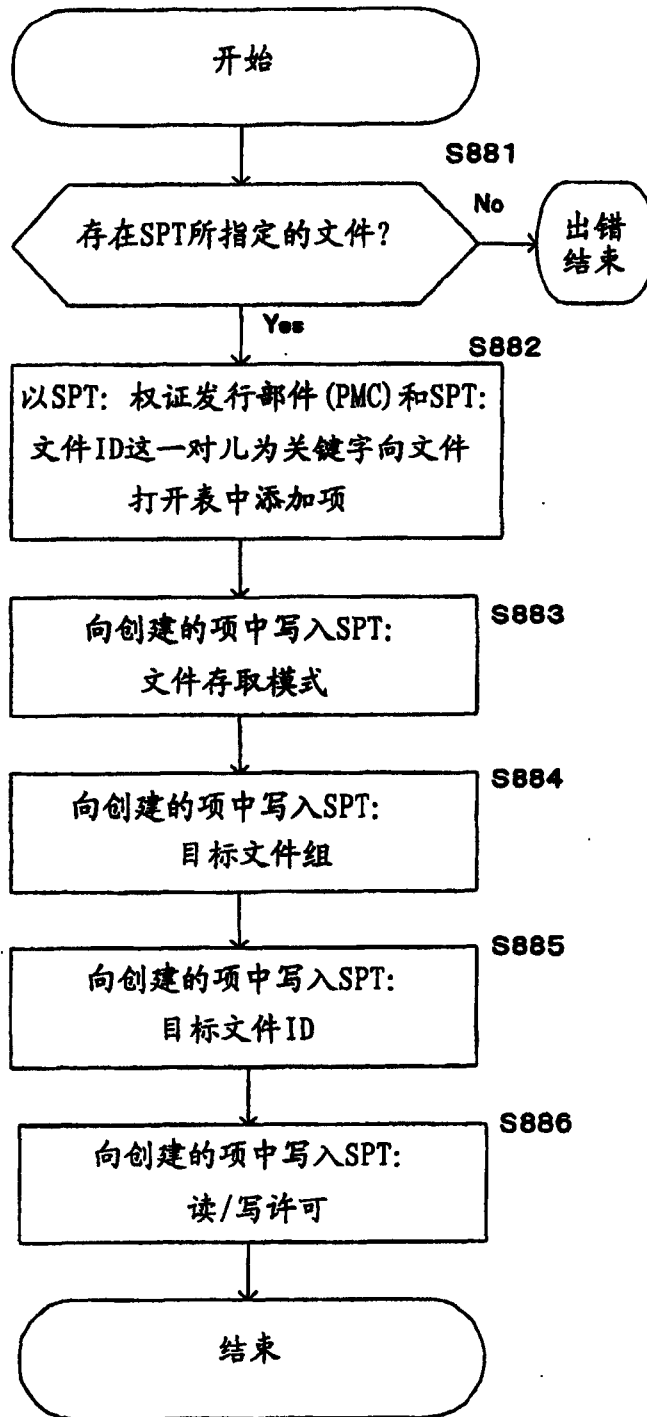 开始
S881
存在SPT所指定的文件?
No
出错
结束
Yes
S882
以SPT: 权证发行部件(PMC)和SPT:
文件ID这一对儿为关键字向文件
打开表中添加项
S883
向创建的项中写入SPT:
文件存取模式
S884
向创建的项中写入SPT:
目标文件组
S885
向创建的项中写入SPT:
目标文件ID
S886
向创建的项中写入SPT:
读/写许可
结束